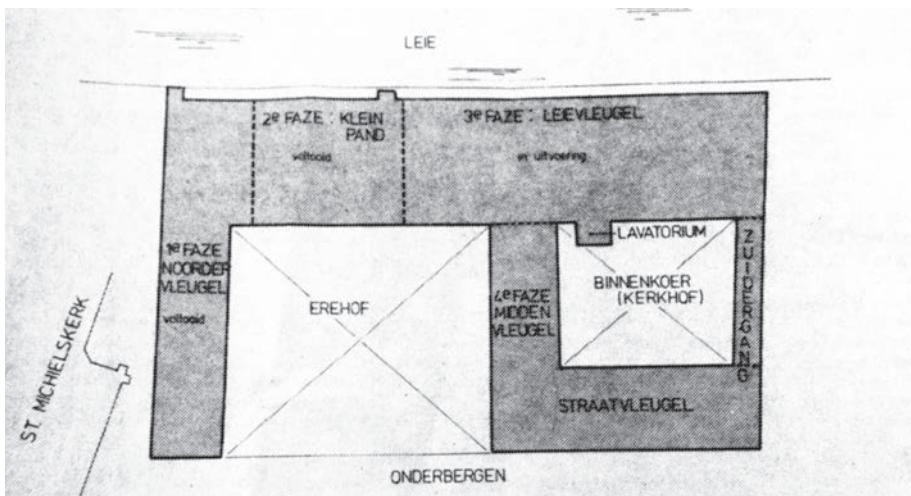 LEIE
2e FAZE : KLEIN
PAND
voltooid
3e FAZE : LEIEVLEUGEL
in uitvoering
1e FAZE
NOORDER
VLEUGEL
voltooid
EREHOF
4e FAZE
MIDDEN
VLEUGEL
LAVATORIUM
BINNENKOER
(KERKHOF)
ZUIDERGANG
STRAATVLEUGEL
ST MICHIELSKERK
ONDERBERGEN